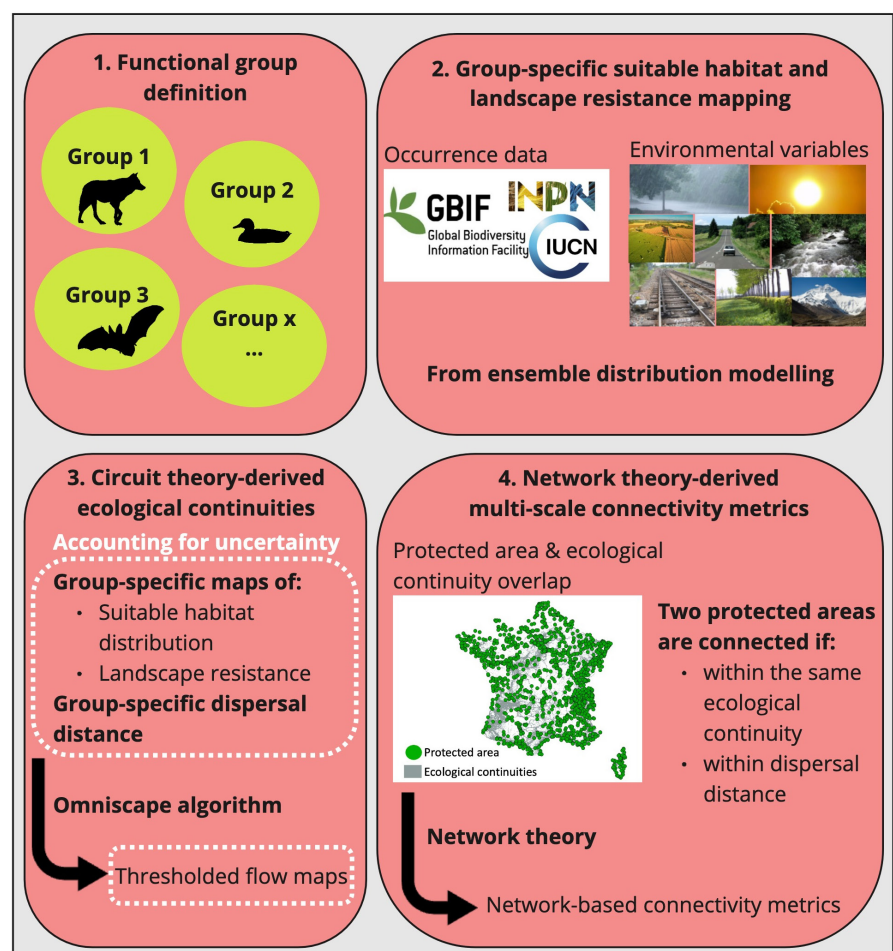 1. Functional group
definition
Group 1
Group 2
Group 3
Group x
...
2. Group-specific suitable habitat and
landscape resistance mapping
Occurrence data
Environmental variables
GBIF
Global Biodiversity
Information Facility
INPN
IUCN
From ensemble distribution modelling
3. Circuit theory-derived
ecological continuities
Accounting for uncertainty
Group-specific maps of:
• Suitable habitat
distribution
• Landscape resistance
Group-specific dispersal
distance
Omniscape algorithm
Thresholded flow maps
4. Network theory-derived
multi-scale connectivity metrics
Protected area & ecological
continuity overlap
Protected area
Ecological continuities
Two protected areas
are connected if:
• within the same
ecological
continuity
• within dispersal
distance
Network theory
Network-based connectivity metrics